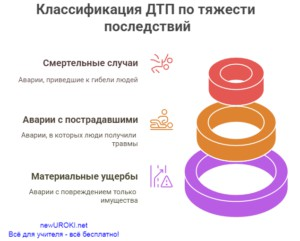 Классификация ДТП по тяжести
последствий
Смертельные случаи
Аварии, приведшие к гибели людей
Аварии с пострадавшими
Аварии, в которых люди получили
травмы
Материальные ущербы
Аварии с повреждением только
имущества
newUROKI.net
Всё для учителя - всё бесплатно!